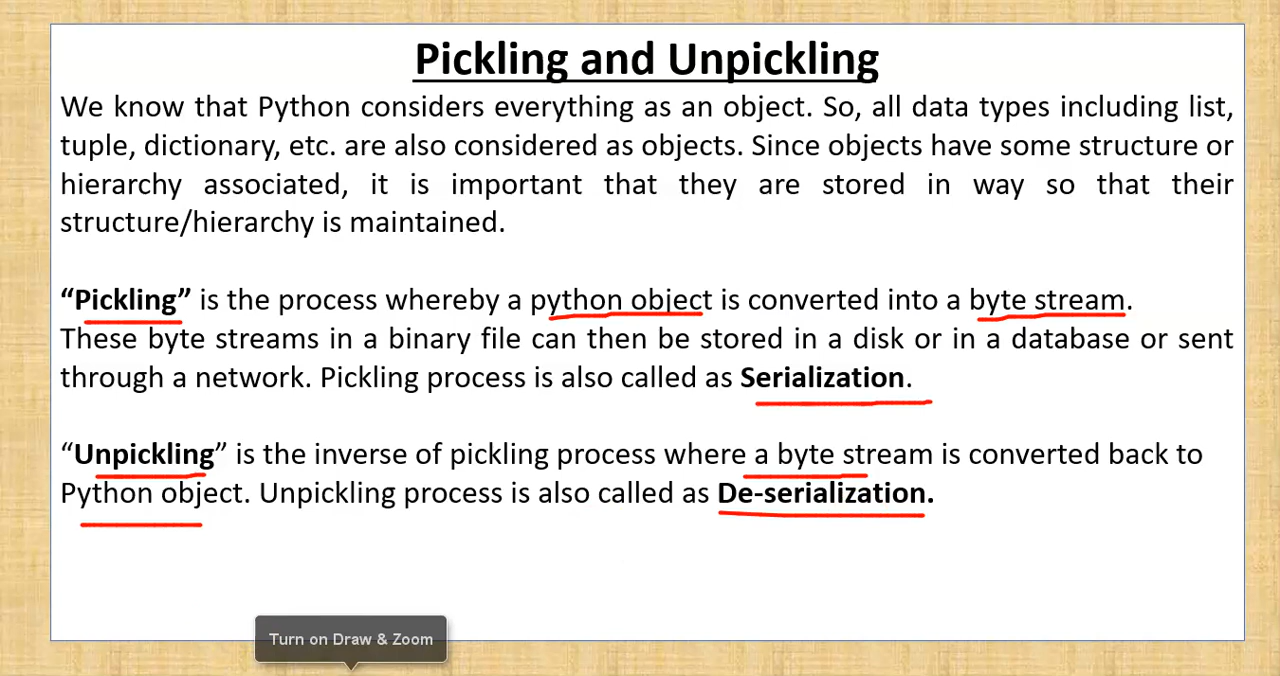 Pickling and Unpickling
We know that Python considers everything as an object. So, all data types including list,
tuple, dictionary, etc. are also considered as objects. Since objects have some structure or
hierarchy associated, it is important that they are stored in way so that their
structure/hierarchy is maintained.
“Pickling” is the process whereby a python object is converted into a byte stream.
These byte streams in a binary file can then be stored in a disk or in a database or sent
through a network. Pickling process is also called as Serialization.
“Unpickling” is the inverse of pickling process where a byte stream is converted back to
Python object. Unpickling process is also called as De-serialization.
Turn on Draw & Zoom